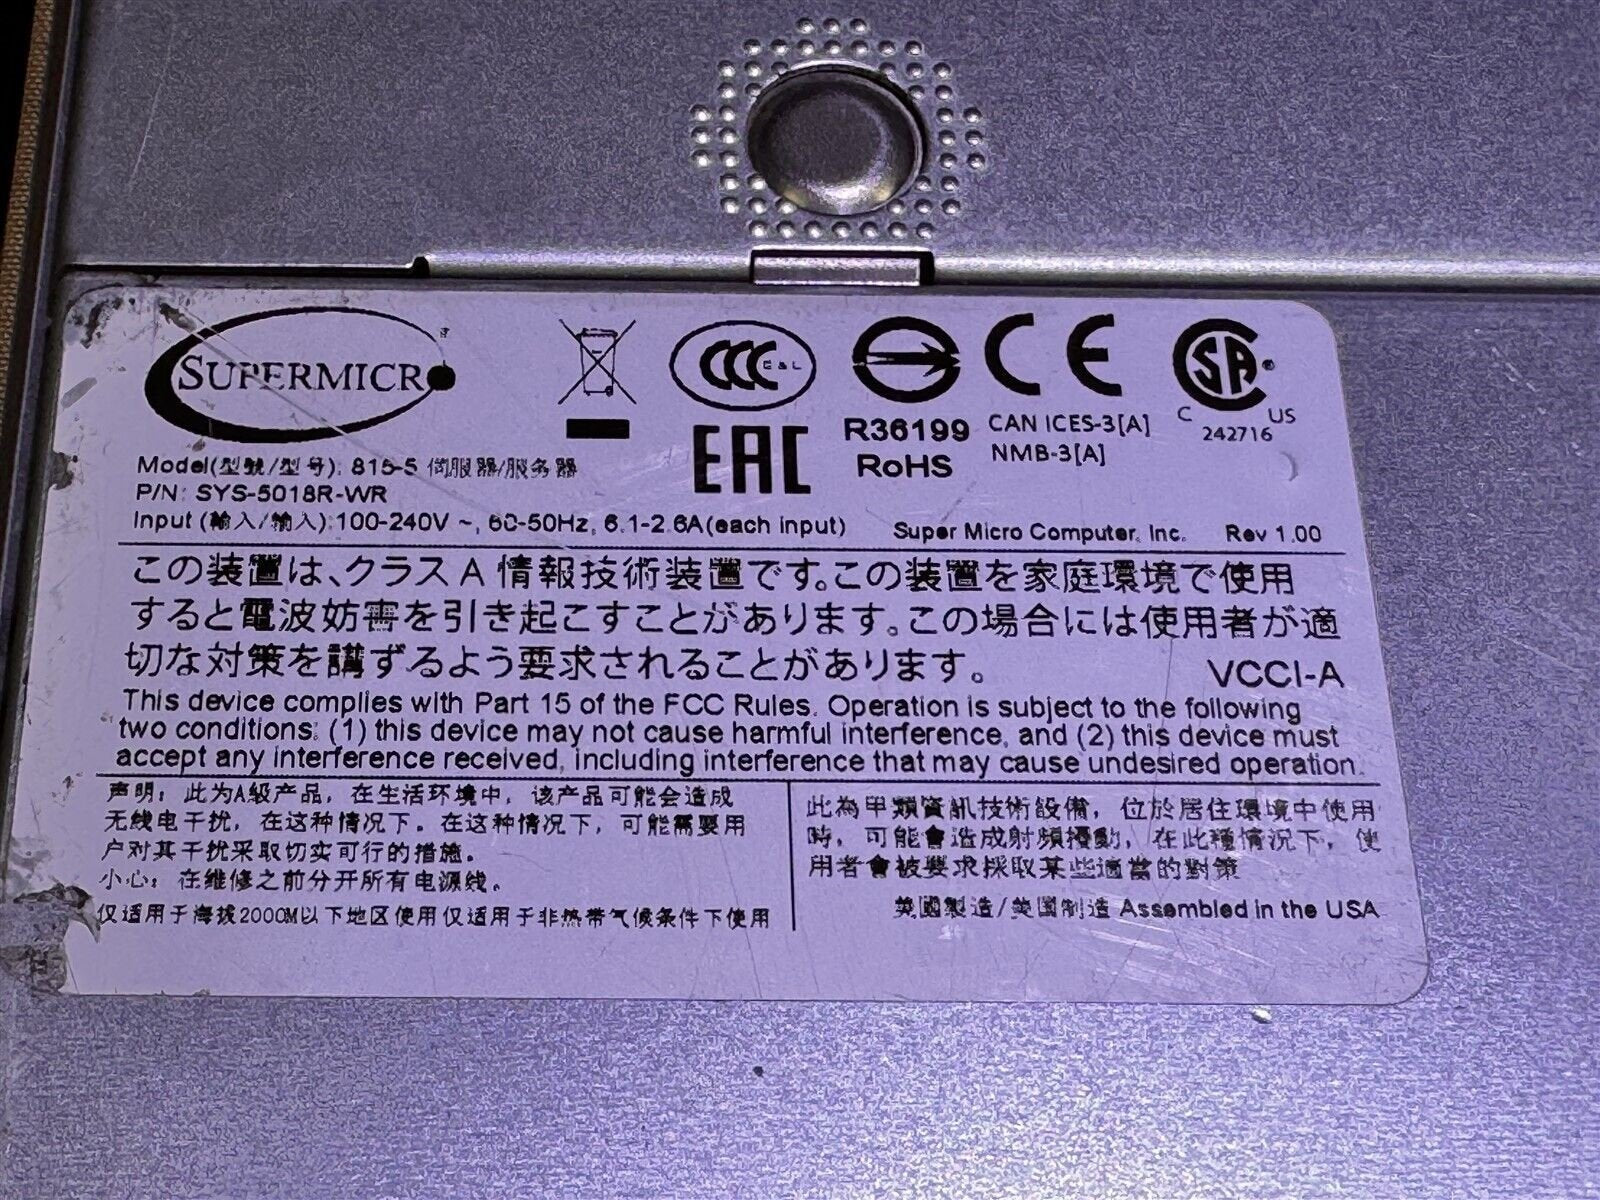 SUPERMICRO
C&L
R36199
RoHS
EAC
CE
CAN ICES-3[A]
NMB-3[A]
SA
C US
242716
Model(型號/型号): 815-5 伺服器/服务器
P/N: SYS-5018R-WR
Input (輸入/输入):100-240V ~, 60-50Hz, 6.1-2.6A(each input)
Super Micro Computer, Inc. Rev 1.00
この装置は、クラス A 情報技術装置です。この装置を家庭環境で使用
すると電波妨害を引き起こすことがあります。この場合には使用者が適
切な対策を講ずるよう要求されることがあります。 VCCI-A
This device complies with Part 15 of the FCC Rules. Operation is subject to the following
two conditions: (1) this device may not cause harmful interference, and (2) this device must
accept any interference received, including interference that may cause undesired operation.
声明：此为A级产品，在生活环境中，该产品可能会造成
无线电干扰，在这种情况下。在这种情况下，可能需要用
户对其干扰采取切实可行的措施。
小心：在维修之前分开所有电源线。
仅适用于海拔2000M以下地区使用仅适用于非热带气候条件下使用
此為甲類資訊技術設備，位於居住環境中使用
時，可能會造成射頻擾動，在此種情況下，使
用者會被要求採取某些適當的對策
美國製造/美国制造 Assembled in the USA